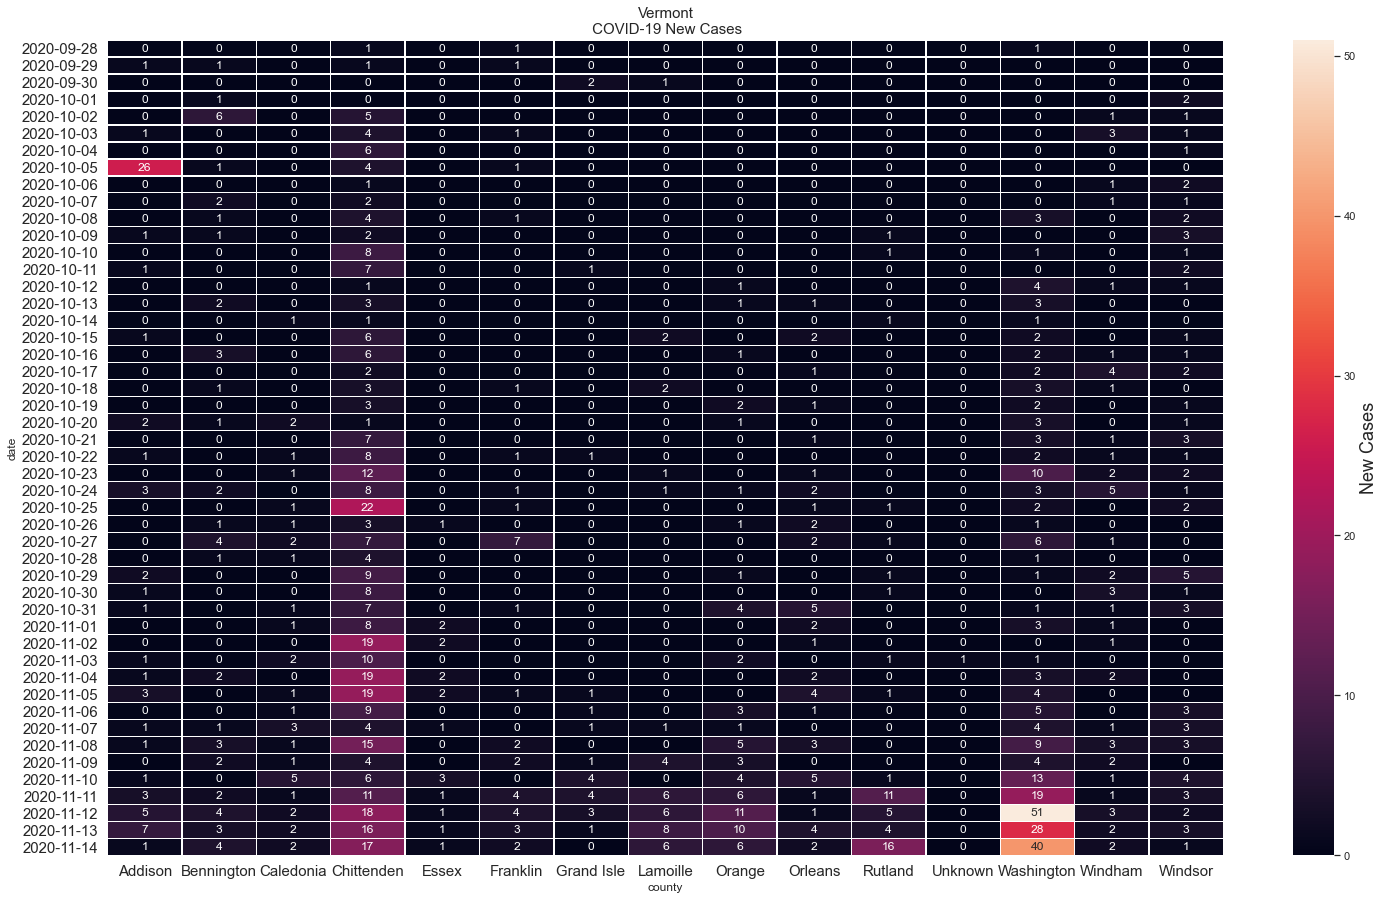 Vermont
COVID-19 New Cases
2020-09-28 0 0 0 1 0 1 0 0 0 0 0 0 1 0 0
2020-09-29 1 1 0 1 0 1 0 0 0 0 0 0 0 0 0
2020-09-30 0 0 0 0 0 0 2 1 0 0 0 0 0 0 0
2020-10-01 0 1 0 0 0 0 0 0 0 0 0 0 0 0 2
2020-10-02 0 6 0 5 0 0 0 0 0 0 0 0 0 1 1
2020-10-03 1 0 0 4 0 1 0 0 0 0 0 0 0 3 1
2020-10-04 0 0 0 6 0 0 0 0 0 0 0 0 0 0 1
2020-10-05 26 1 0 4 0 1 0 0 0 0 0 0 0 0 0
2020-10-06 0 0 0 1 0 0 0 0 0 0 0 0 0 1 2
2020-10-07 0 2 0 2 0 0 0 0 0 0 0 0 0 1 1
2020-10-08 0 1 0 4 0 1 0 0 0 0 0 0 3 0 2
2020-10-09 1 1 0 2 0 0 0 0 0 0 1 0 0 0 3
2020-10-10 0 0 0 8 0 0 0 0 0 0 1 0 1 0 1
2020-10-11 1 0 0 7 0 0 1 0 0 0 0 0 0 0 2
2020-10-12 0 0 0 1 0 0 0 0 1 0 0 0 4 1 1
2020-10-13 0 2 0 3 0 0 0 0 1 1 0 0 3 0 0
2020-10-14 0 0 1 1 0 0 0 0 0 0 1 0 1 0 0
2020-10-15 1 0 0 6 0 0 0 2 0 2 0 0 2 0 1
2020-10-16 0 3 0 6 0 0 0 0 1 0 0 0 2 1 1
2020-10-17 0 0 0 2 0 0 0 0 0 1 0 0 2 4 2
2020-10-18 0 1 0 3 0 1 0 2 0 0 0 0 3 1 0
2020-10-19 0 0 0 3 0 0 0 0 2 1 0 0 2 0 1
2020-10-20 2 1 2 1 0 0 0 0 1 0 0 0 3 0 1
2020-10-21 0 0 0 7 0 0 0 0 0 1 0 0 3 1 3
2020-10-22 1 0 1 8 0 1 1 0 0 0 0 0 2 1 1
2020-10-23 0 0 1 12 0 0 0 1 0 1 0 0 10 2 2
2020-10-24 3 2 0 8 0 1 0 1 1 2 0 0 3 5 1
2020-10-25 0 0 1 22 0 1 0 0 0 1 1 0 2 0 2
2020-10-26 0 1 1 3 1 0 0 0 1 2 0 0 1 0 0
2020-10-27 0 4 2 7 0 7 0 0 0 2 1 0 6 1 0
2020-10-28 0 1 1 4 0 0 0 0 0 0 0 0 1 0 0
2020-10-29 2 0 0 9 0 0 0 0 1 0 1 0 1 2 5
2020-10-30 1 0 0 8 0 0 0 0 0 0 1 0 0 3 1
2020-10-31 1 0 1 7 0 1 0 0 4 5 0 0 1 1 3
2020-11-01 0 0 1 8 2 0 0 0 0 2 0 0 3 1 0
2020-11-02 0 0 0 19 2 0 0 0 0 1 0 0 0 1 0
2020-11-03 1 0 2 10 0 0 0 0 2 0 1 1 1 0 0
2020-11-04 1 2 0 19 2 0 0 0 0 2 0 0 3 2 0
2020-11-05 3 0 1 19 2 1 1 0 0 4 1 0 4 0 0
2020-11-06 0 0 1 9 0 0 1 0 3 1 0 0 5 0 3
2020-11-07 1 1 3 4 1 0 1 1 1 0 0 0 4 1 3
2020-11-08 1 3 1 15 0 2 0 0 5 3 0 0 9 3 3
2020-11-09 0 2 1 4 0 2 1 4 3 0 0 0 4 2 0
2020-11-10 1 0 5 6 3 0 4 0 4 5 1 0 13 1 4
2020-11-11 3 2 1 11 1 4 4 6 6 1 11 0 19 1 3
2020-11-12 5 4 2 18 1 4 3 6 11 1 5 0 51 3 2
2020-11-13 7 3 2 16 1 3 1 8 10 4 4 0 28 2 3
2020-11-14 1 4 2 17 1 2 0 6 6 2 16 0 40 2 1
Addison Bennington Caledonia Chittenden Essex Franklin Grand Isle Lamoille Orange Orleans Rutland Unknown Washington Windham Windsor
county
date
50
40
30
20
10
0
New Cases